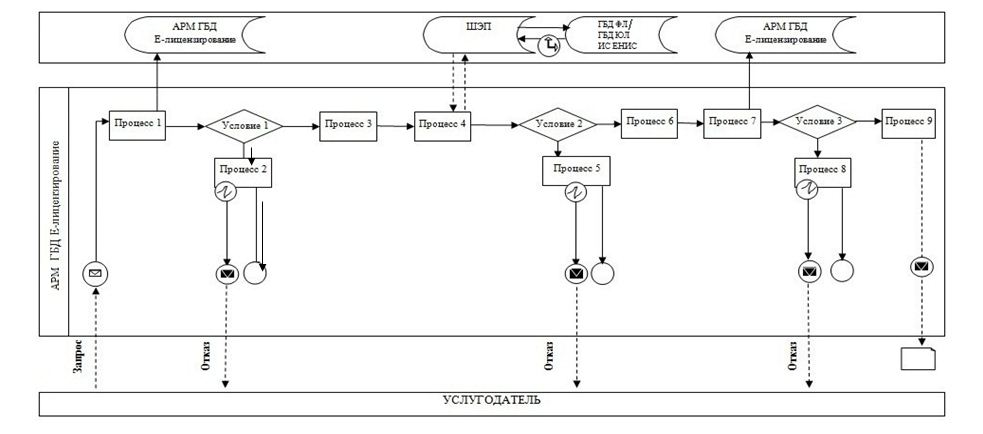 АРМ ГБД
Е-лицензирование
ШЭП
ГБД ФЛ/
ГБД ЮЛ
ИС ЕНИС
АРМ ГБД
Е-лицензирование
АРМ ГБД Е-лицензирование
Процесс 1
Условие 1
Процесс 3
Процесс 4
Условие 2
Процесс 6
Процесс 7
Условие 3
Процесс 9
Процесс 2
Процесс 5
Процесс 8
Запрос
Отказ
Отказ
Отказ
УСЛУГОДАТЕЛЬ